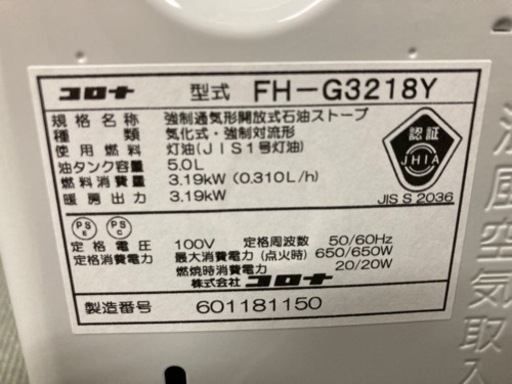 コロナ 型式 FH-G3218Y
規格名称 強制通気形開放式石油ストーブ
種類 気化式・強制対流形
使用燃料 灯油(JIS1号灯油)
油タンク容量 5.0L
燃料消費量 3.19kW (0.310L/h)
暖房出力 3.19kW
認証
JHIA
JIS S 2036
PS E PS C
定格電圧 100V 定格周波数 50/60Hz
定格消費電力 最大消費電力(点火時) 650/650W
燃焼時消費電力 20/20W
株式会社 コロナ
製造番号 601181150
温風空気取入